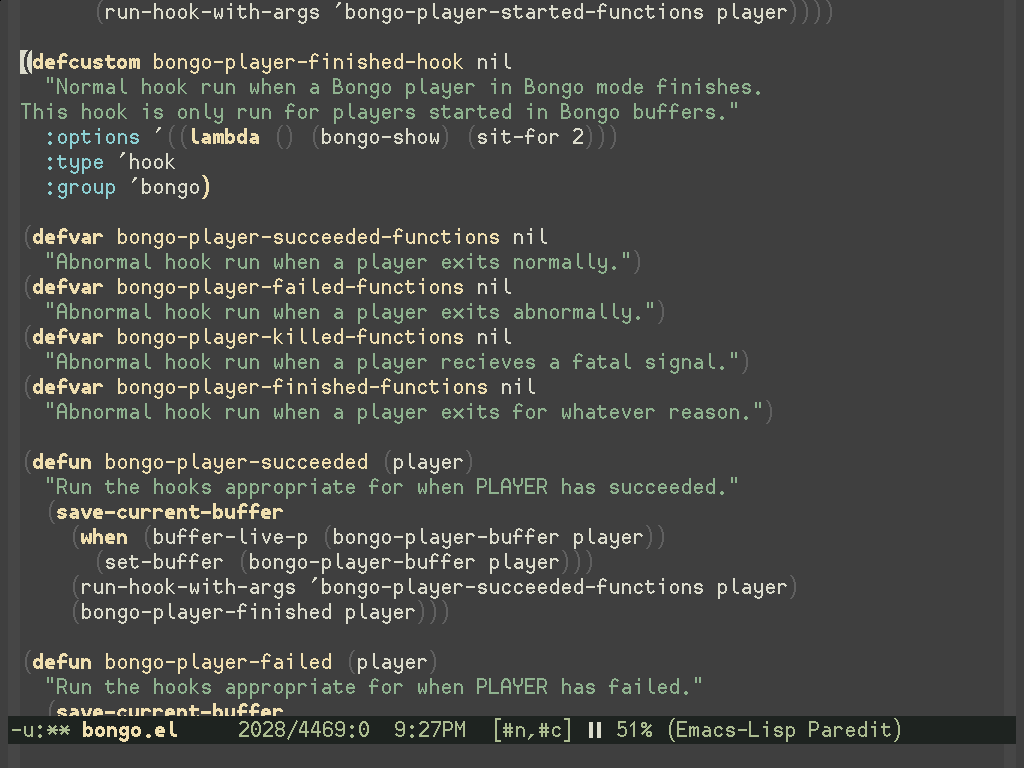 (run-hook-with-args 'bongo-player-started-functions player))))
(defcustom bongo-player-finished-hook nil
"Normal hook run when a Bongo player in Bongo mode finishes.
This hook is only run for players started in Bongo buffers."
:options '((lambda () (bongo-show) (sit-for 2)))
:type 'hook
:group 'bongo)
(defvar bongo-player-succeeded-functions nil
"Abnormal hook run when a player exits normally.")
(defvar bongo-player-failed-functions nil
"Abnormal hook run when a player exits abnormally.")
(defvar bongo-player-killed-functions nil
"Abnormal hook run when a player recieves a fatal signal.")
(defvar bongo-player-finished-functions nil
"Abnormal hook run when a player exits for whatever reason.")
(defun bongo-player-succeeded (player)
"Run the hooks appropriate for when PLAYER has succeeded."
(save-current-buffer
(when (buffer-live-p (bongo-player-buffer player))
(set-buffer (bongo-player-buffer player)))
(run-hook-with-args 'bongo-player-succeeded-functions player)
(bongo-player-finished player)))
(defun bongo-player-failed (player)
"Run the hooks appropriate for when PLAYER has failed."
(save-current-buffer
-u:** bongo.el 2028/4469:0 9:27PM [#n,#c] 51% (Emacs-Lisp Paredit)